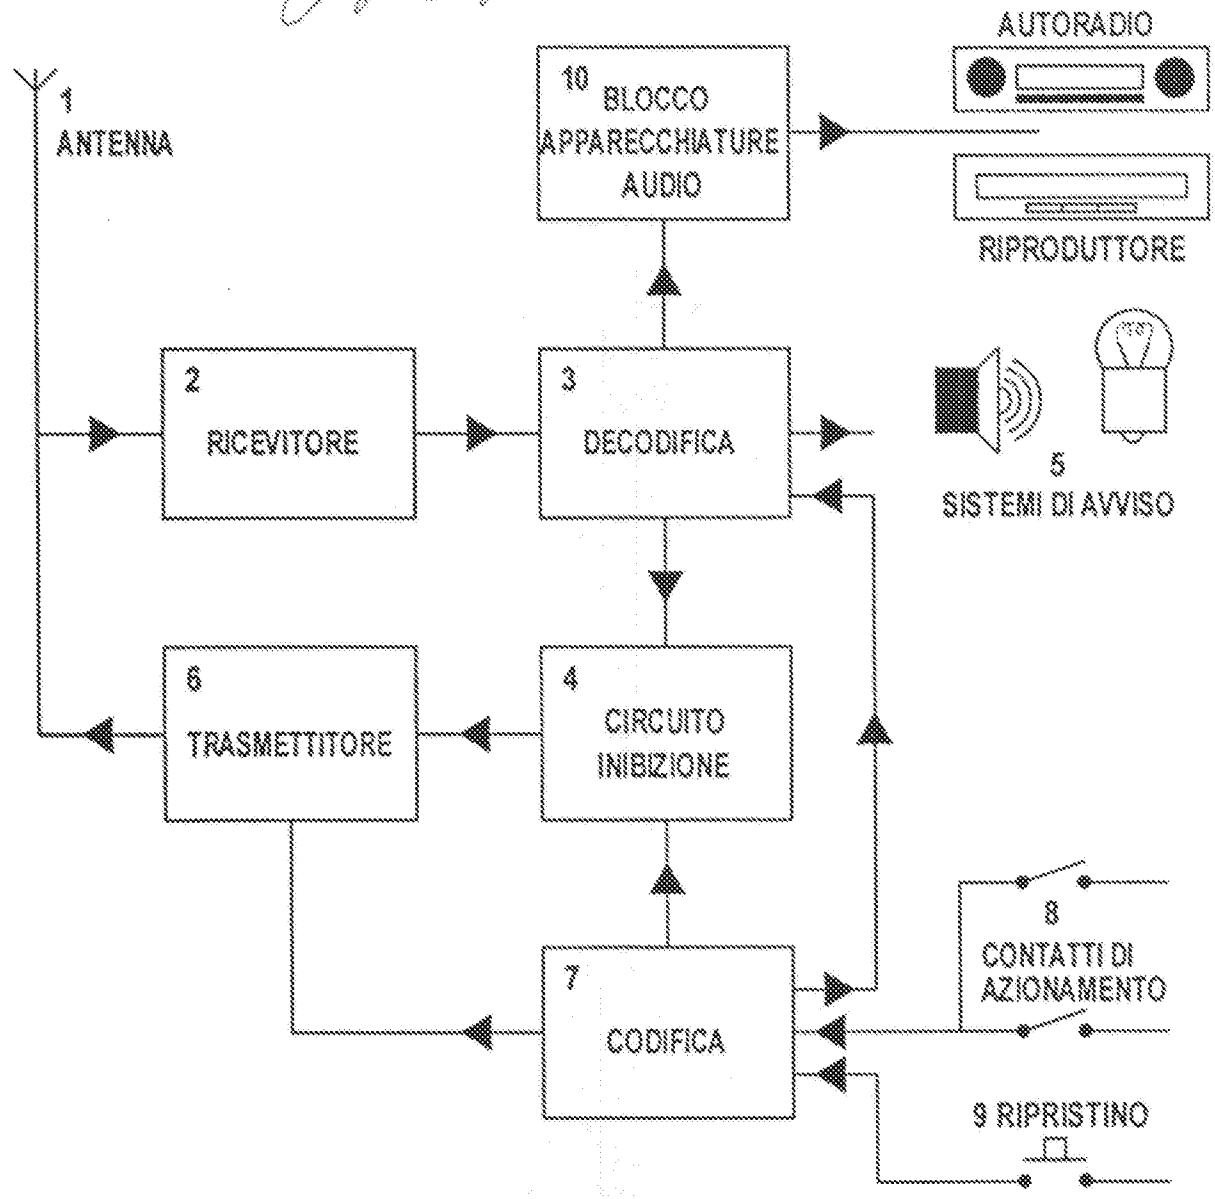 AUTORADIO
10
BLOCCO
APPARECCHIATURE
AUDIO
1
ANTENNA
RIPRODUTTORE
2
RICEVITORE
3
DECODIFICA
5
SISTEMI DI AVVISO
6
TRASMETTITORE
4
CIRCUITO
INIBIZIONE
8
CONTATTI DI
AZIONAMENTO
7
CODIFICA
9 RIPRISTINO